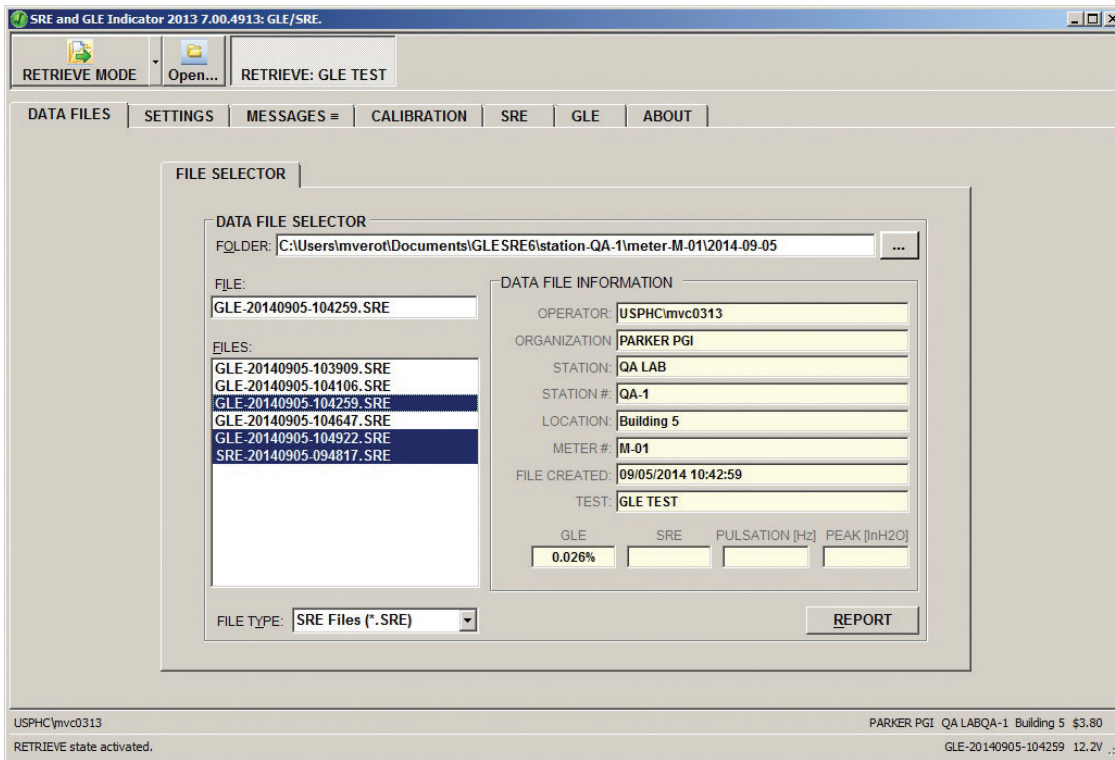 SRE and GLE Indicator 2013 7.00.4913: GLE/SRE.
RETRIEVE MODE Open... RETRIEVE: GLE TEST
DATA FILES SETTINGS MESSAGES ≡ CALIBRATION SRE GLE ABOUT
FILE SELECTOR
DATA FILE SELECTOR
FOLDER: C:\Users\mverot\Documents\GLESRE6\station-QA-1\meter-M-01\2014-09-05 ...
FILE:
GLE-20140905-104259.SRE
FILES:
GLE-20140905-103909.SRE
GLE-20140905-104106.SRE
GLE-20140905-104259.SRE
GLE-20140905-104647.SRE
GLE-20140905-104922.SRE
SRE-20140905-094817.SRE
FILE TYPE: SRE Files (*.SRE)
DATA FILE INFORMATION
OPERATOR: USPHC\mvc0313
ORGANIZATION PARKER PGI
STATION: QA LAB
STATION #: QA-1
LOCATION: Building 5
METER #: M-01
FILE CREATED: 09/05/2014 10:42:59
TEST: GLE TEST
GLE SRE PULSATION [Hz] PEAK [InH2O]
0.026%
REPORT
USPHC\mvc0313 PARKER PGI QA LABQA-1 Building 5 $3.80
RETRIEVE state activated. GLE-20140905-104259 12.2V